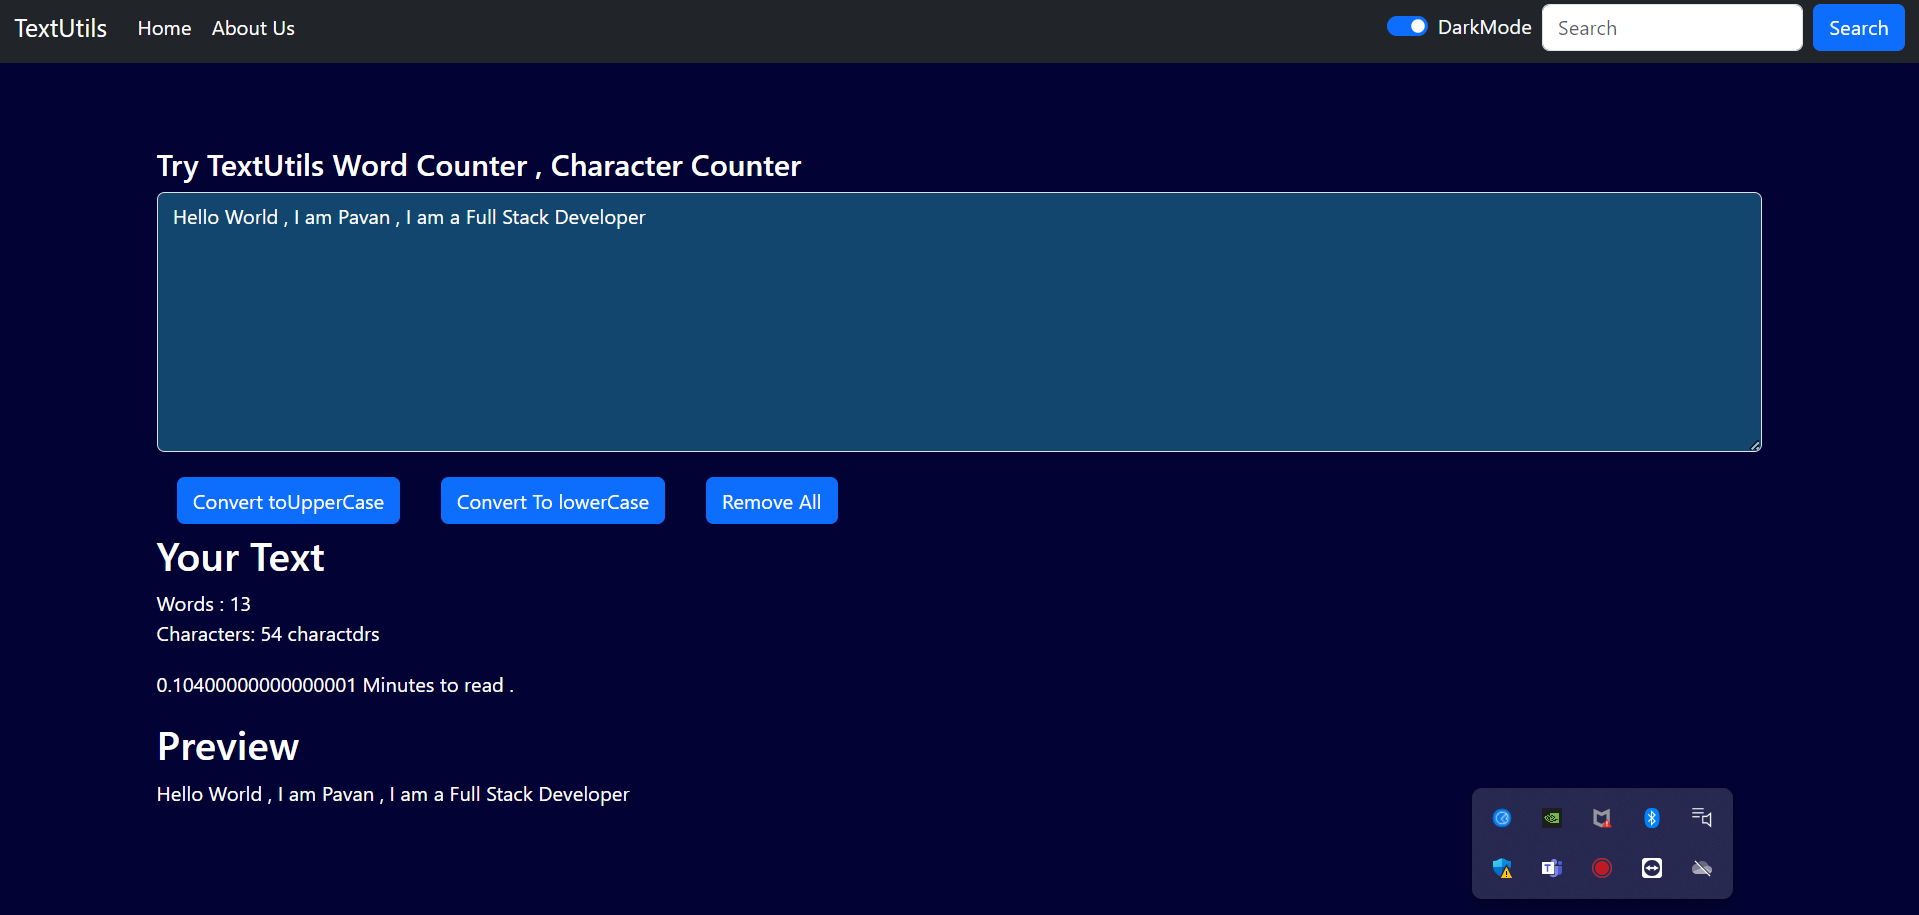 TextUtils Home About Us DarkMode Search Search
Try TextUtils Word Counter , Character Counter
Hello World , I am Pavan , I am a Full Stack Developer
Convert toUpperCase Convert To lowerCase Remove All
Your Text
Words : 13
Characters: 54 charactdrs
0.10400000000000001 Minutes to read .
Preview
Hello World , I am Pavan , I am a Full Stack Developer